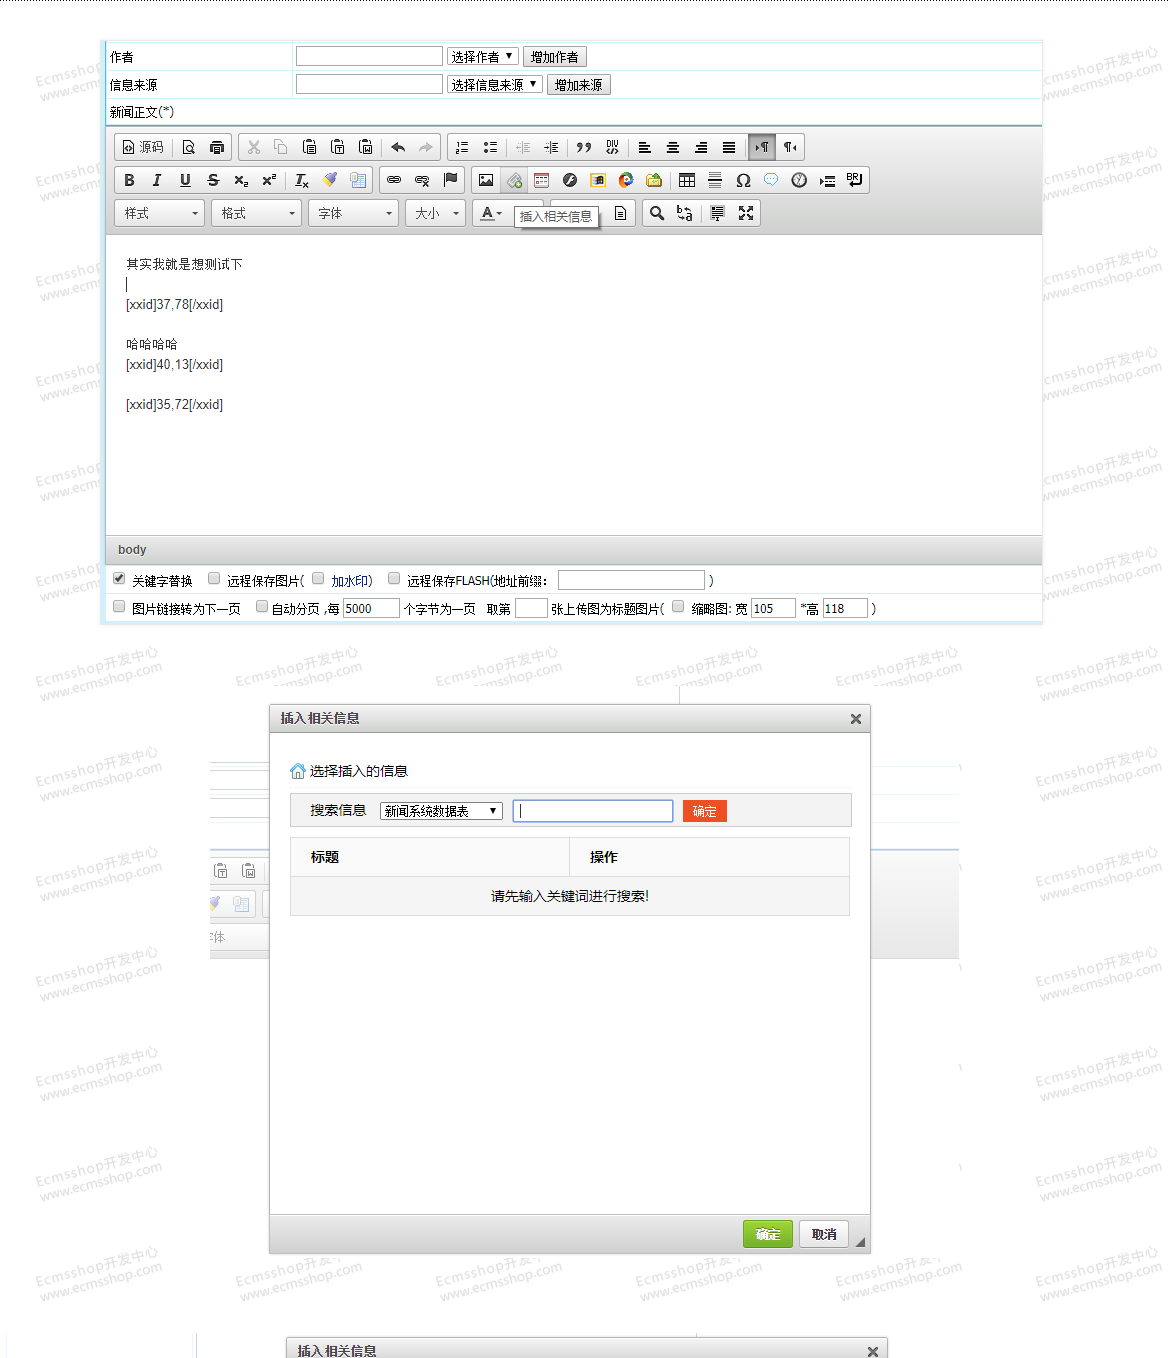 作者 选择作者 增加作者
信息来源 选择信息来源 增加来源
新闻正文(*)
源码
样式 格式 字体 大小 A 插入相关信息
其实我就是想测试下
[xxid]37,78[/xxid]
哈哈哈哈
[xxid]40,13[/xxid]
[xxid]35,72[/xxid]
body
关键字替换 远程保存图片( 加水印) 远程保存FLASH(地址前缀: )
图片链接转为下一页 自动分页 ,每 5000 个字节为一页 取第 张上传图为标题图片( 缩略图: 宽 105 *高 118 )
Ecmsshop开发中心
www.ecmsshop.com
插入相关信息
选择插入的信息
搜索信息 新闻系统数据表 确定
标题 操作
请先输入关键词进行搜索!
字体
确定 取消
插入相关信息